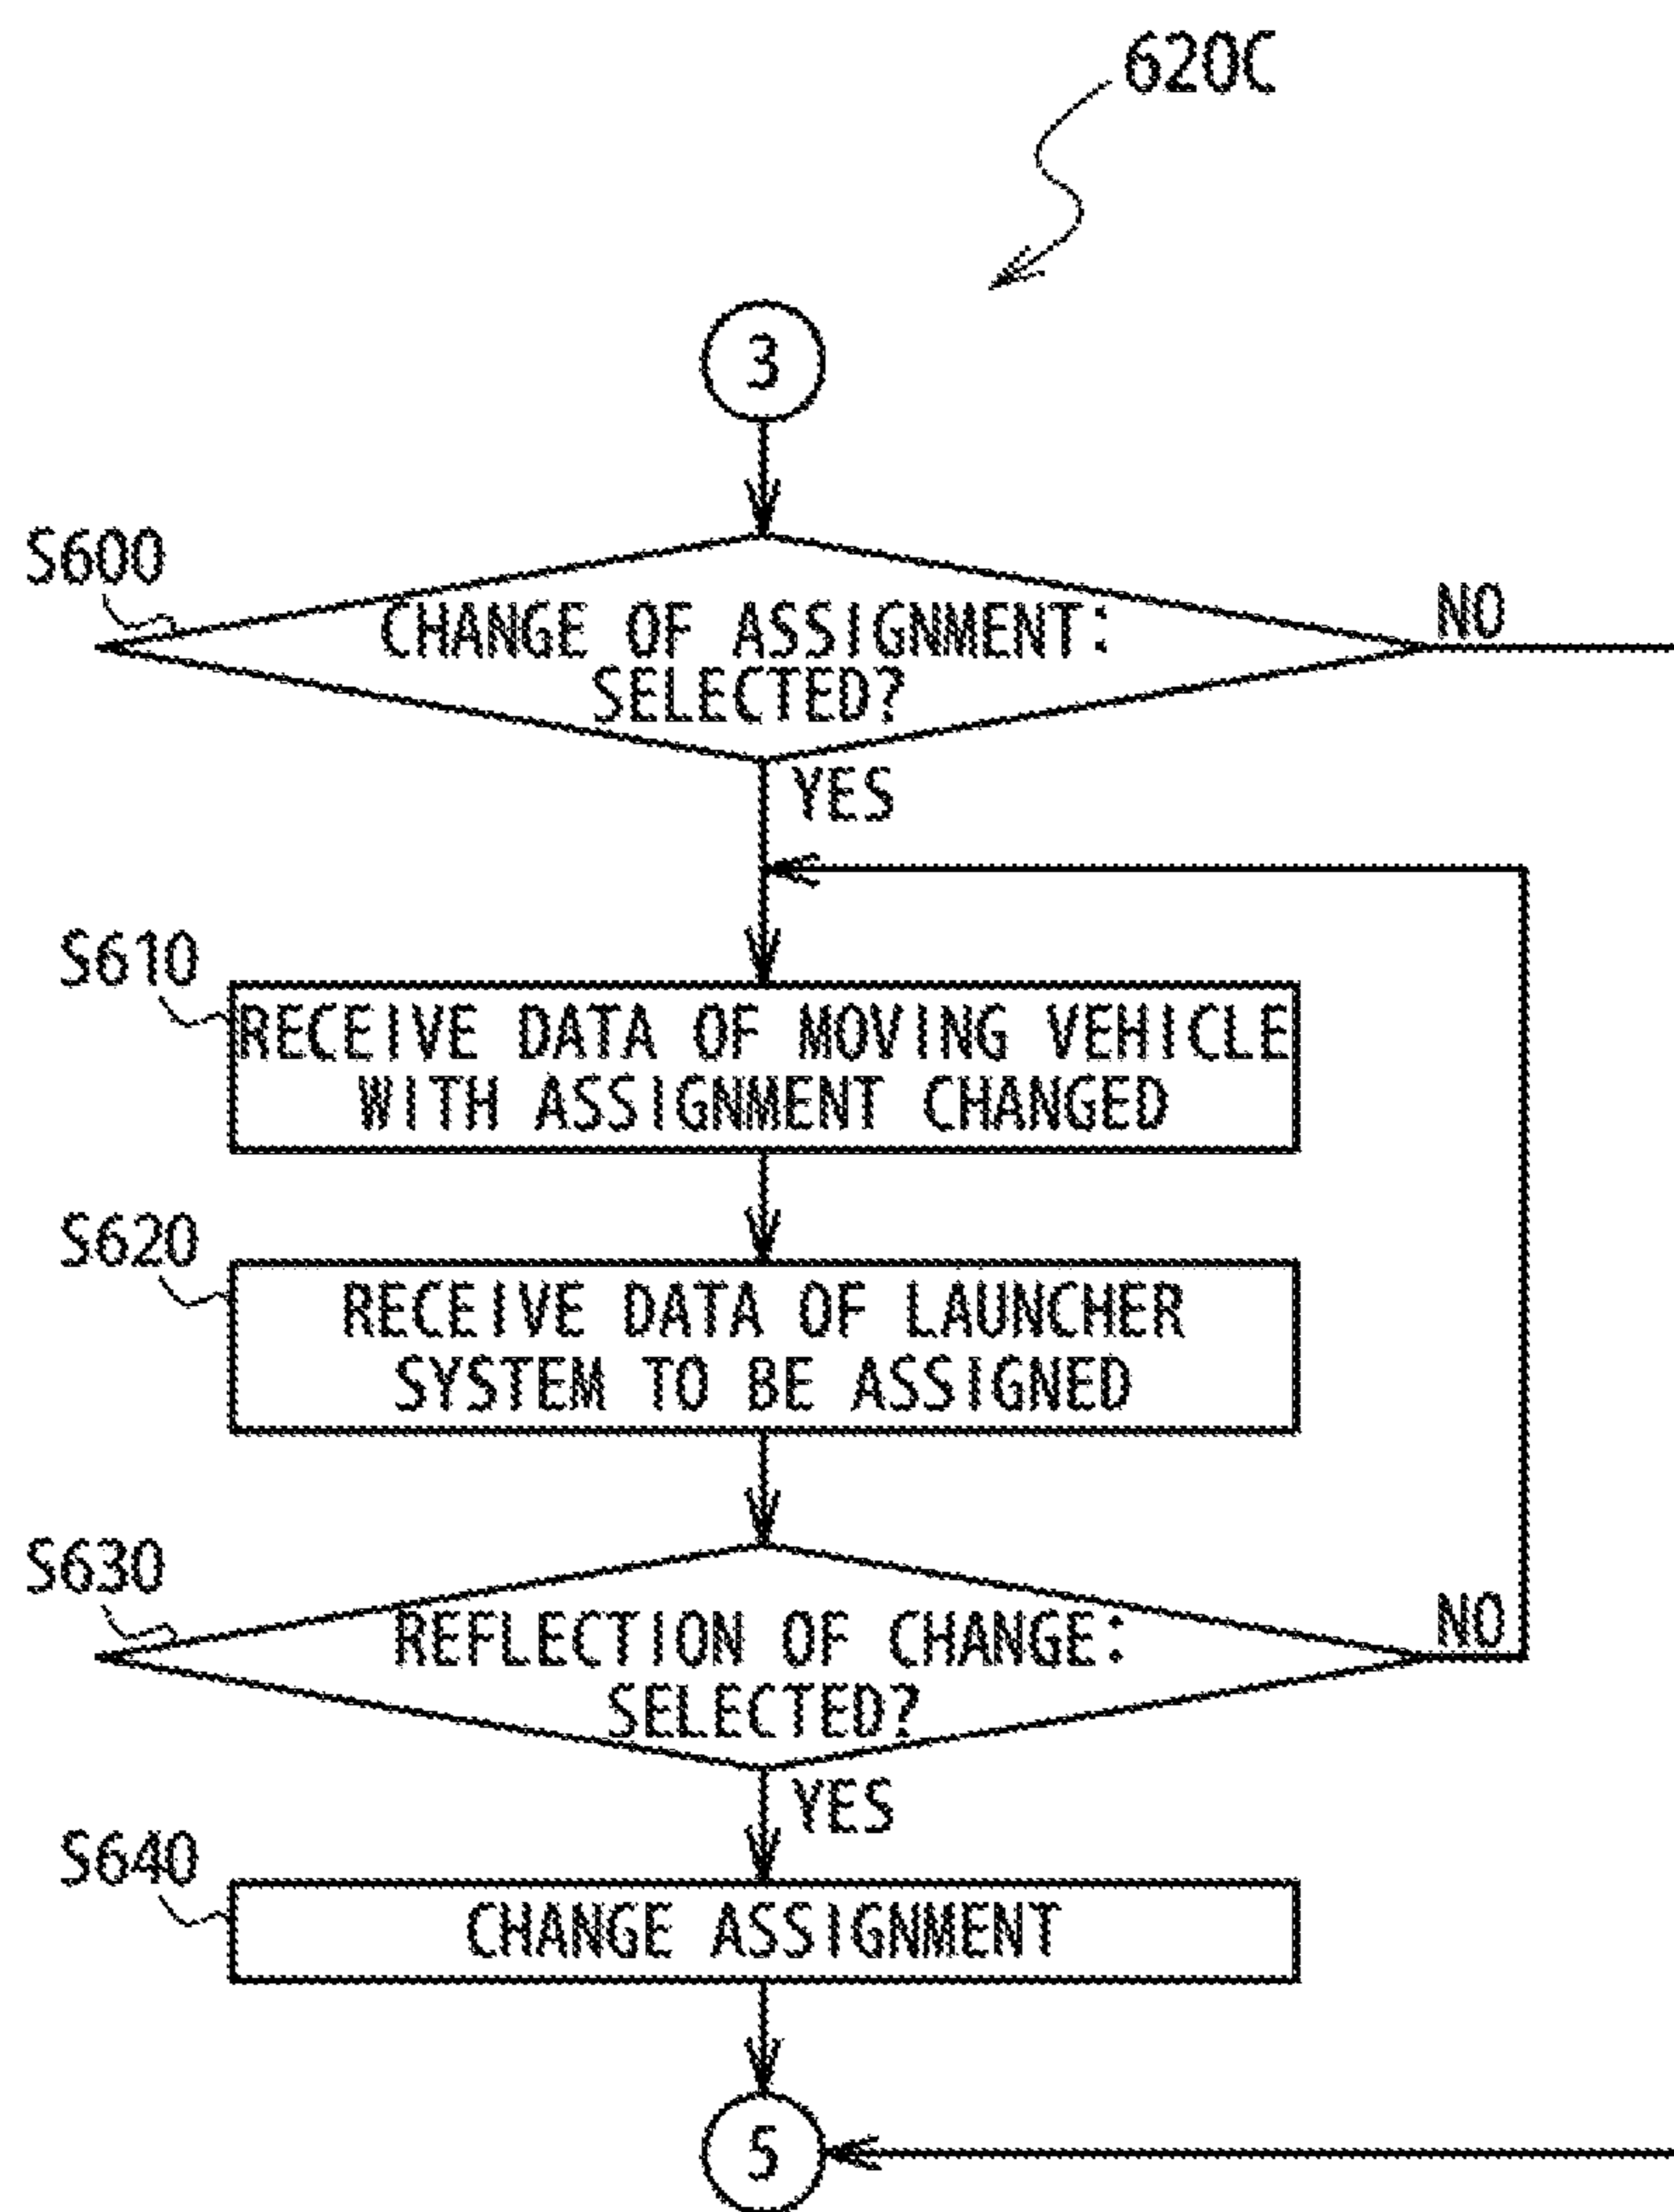 620C
3
S600
CHANGE OF ASSIGNMENT:
SELECTED?
NO
YES
S610
RECEIVE DATA OF MOVING VEHICLE
WITH ASSIGNMENT CHANGED
S620
RECEIVE DATA OF LAUNCHER
SYSTEM TO BE ASSIGNED
S630
REFLECTION OF CHANGE:
SELECTED?
NO
YES
S640
CHANGE ASSIGNMENT
5